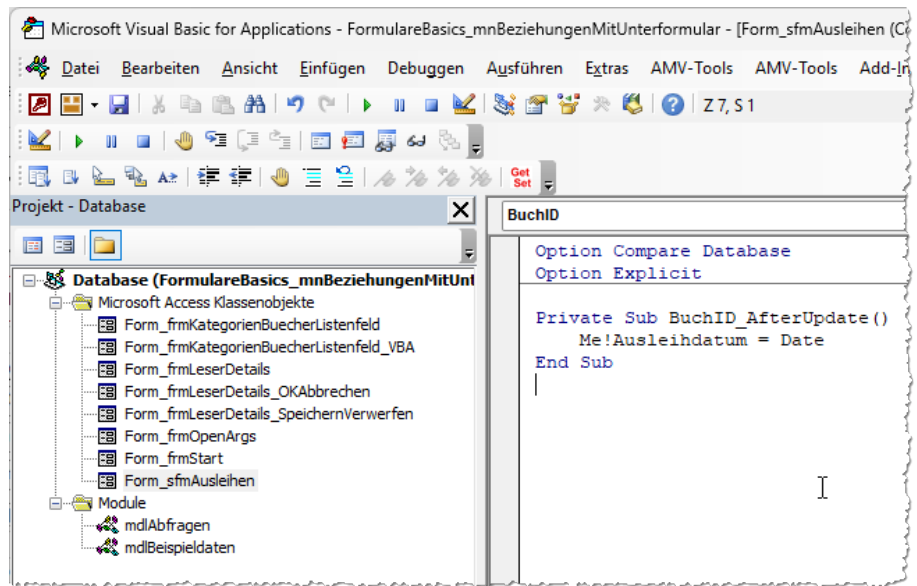 Microsoft Visual Basic for Applications - FormulareBasics_mnBeziehungenMitUnterformular - [Form_sfmAusleihen (C
Datei Bearbeiten Ansicht Einfügen Debuggen Ausführen Extras AMV-Tools AMV-Tools Add-In
Z 7, S 1
Get
Set
Projekt - Database
BuchID
Option Compare Database
Option Explicit
Private Sub BuchID_AfterUpdate()
Me!Ausleihdatum = Date
End Sub
Database (FormulareBasics_mnBeziehungenMitUnt
Microsoft Access Klassenobjekte
Form_frmKategorienBuecherListenfeld
Form_frmKategorienBuecherListenfeld_VBA
Form_frmLeserDetails
Form_frmLeserDetails_OKAbbrechen
Form_frmLeserDetails_SpeichernVerwerfen
Form_frmOpenArgs
Form_frmStart
Form_sfmAusleihen
Module
mdlAbfragen
mdlBeispieldaten